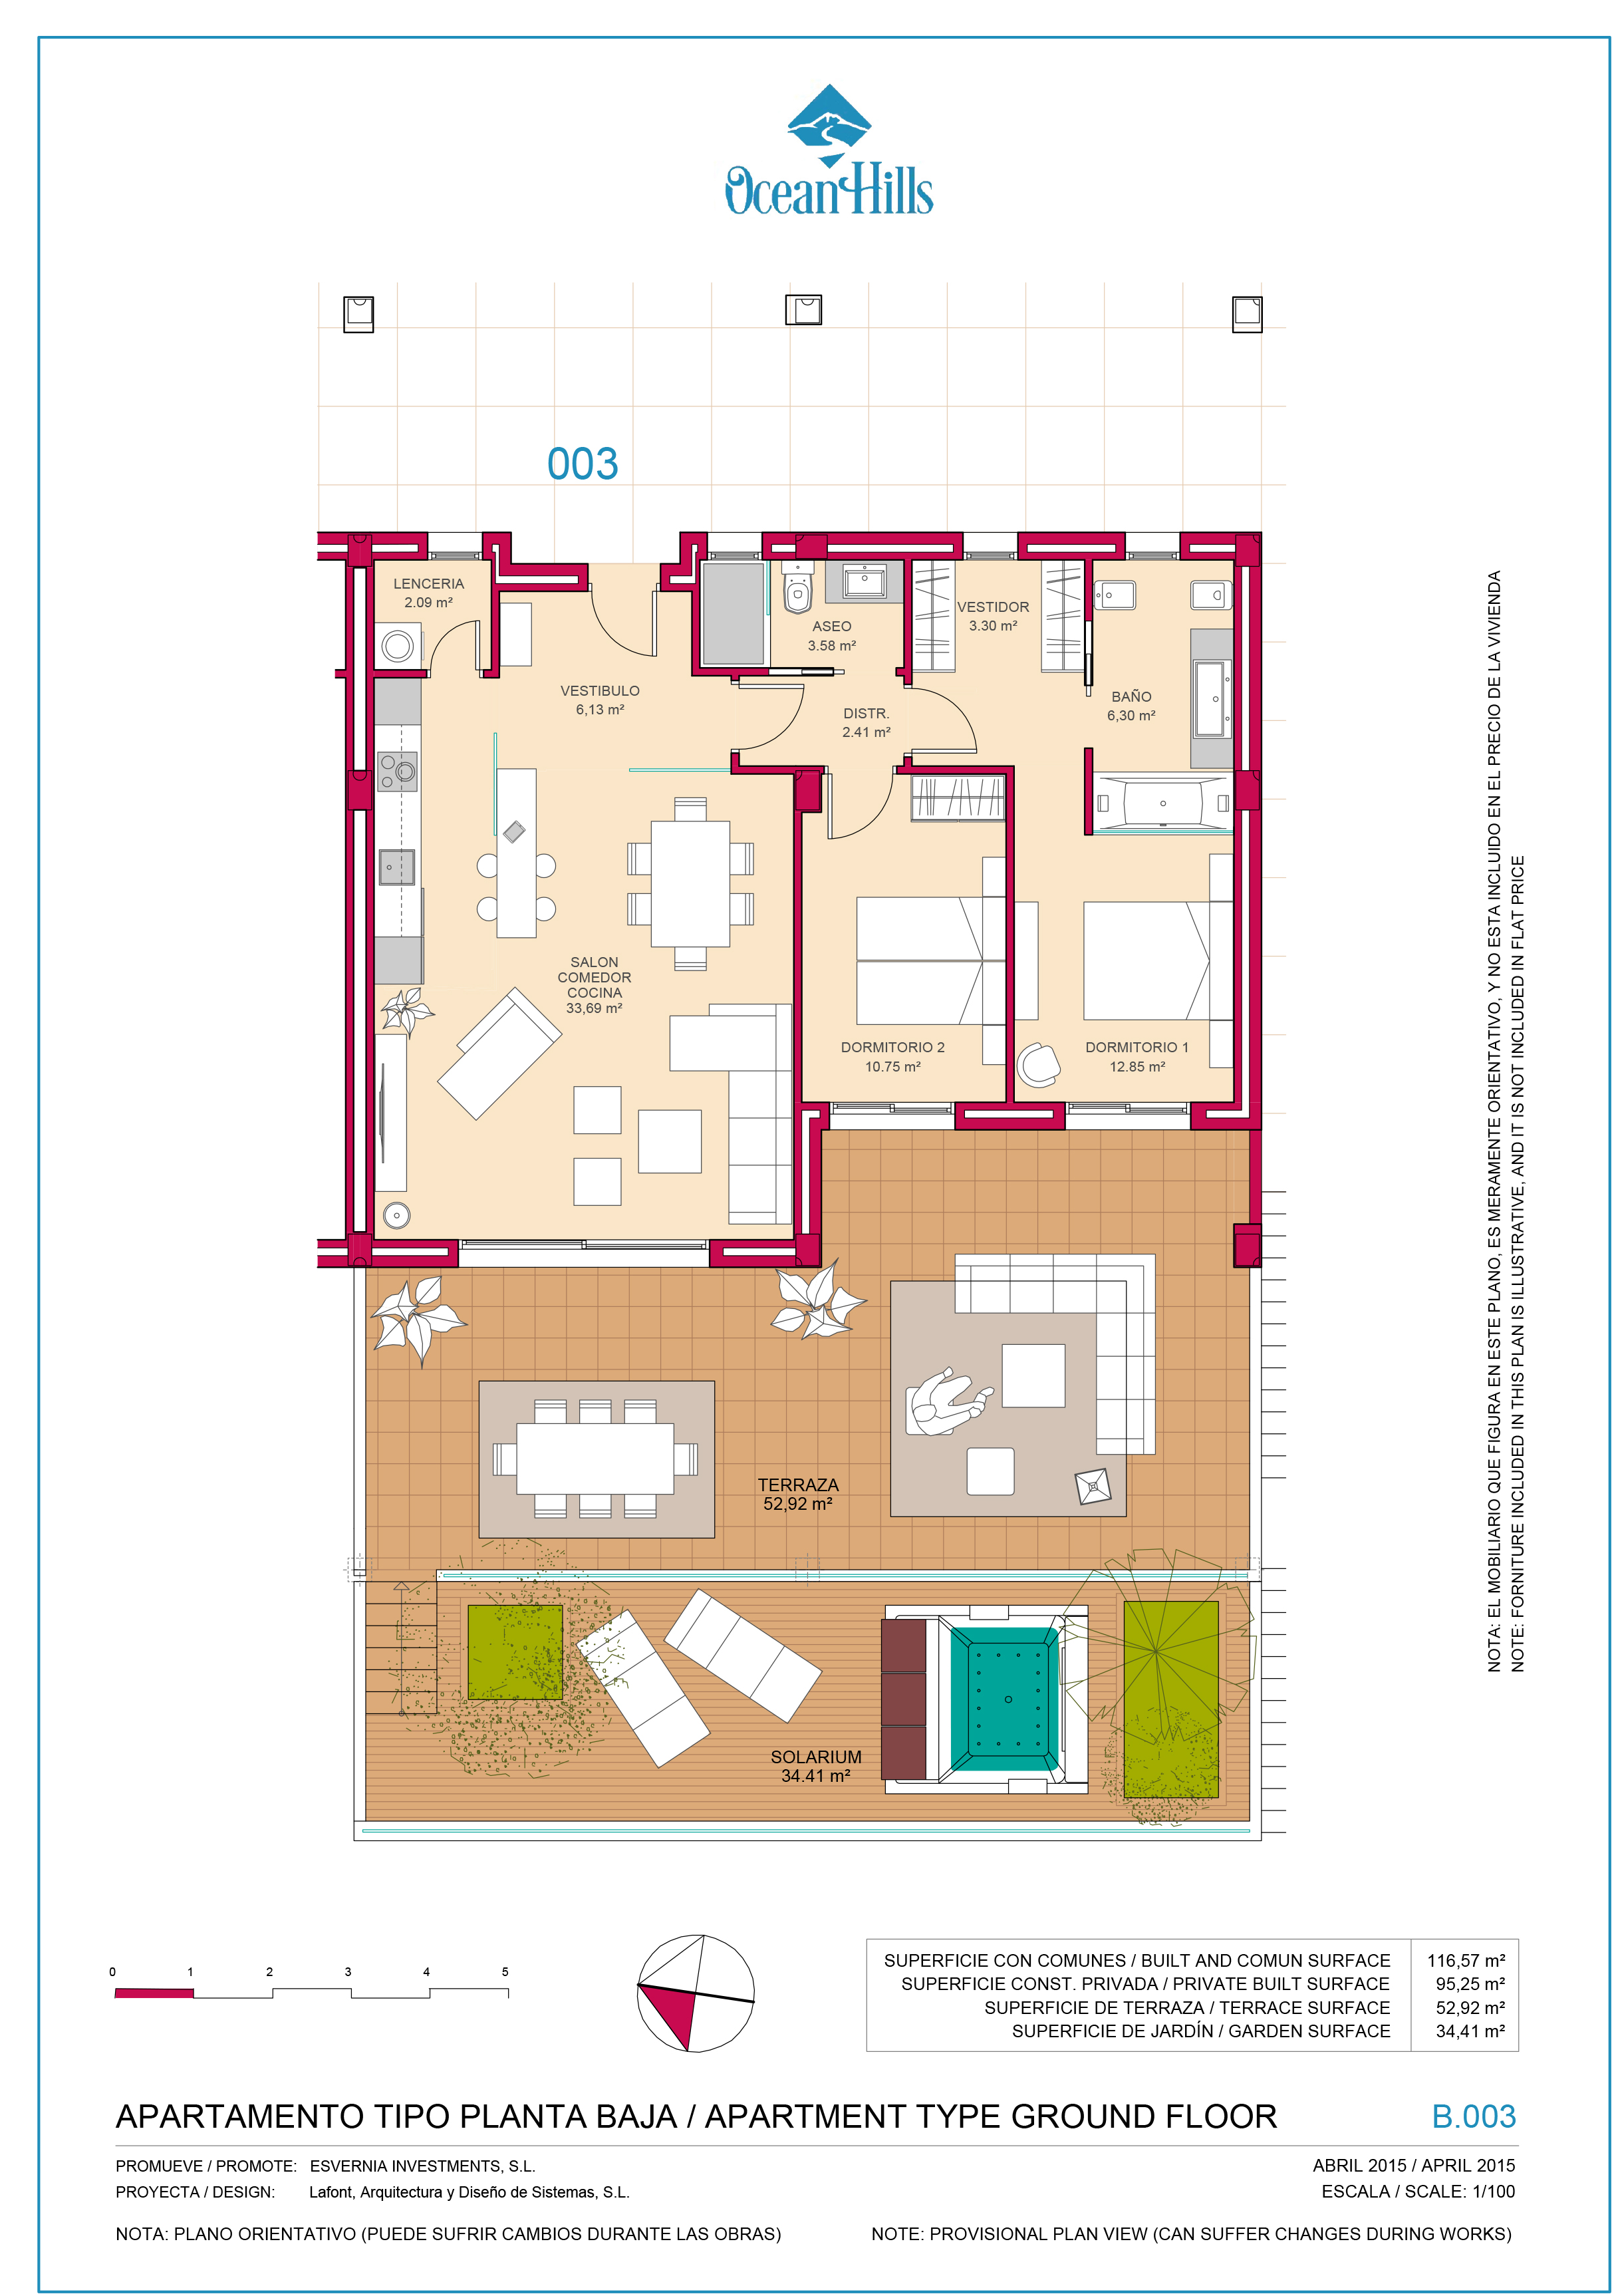 OceanHills
003
LENCERIA
2.09 m²
VESTIBULO
6,13 m²
ASEO
3.58 m²
VESTIDOR
3.30 m²
DISTR.
2.41 m²
BAÑO
6,30 m²
SALON
COMEDOR
COCINA
33,69 m²
DORMITORIO 2
10.75 m²
DORMITORIO 1
12.85 m²
TERRAZA
52,92 m²
SOLARIUM
34.41 m²
NOTA: EL MOBILIARIO QUE FIGURA EN ESTE PLANO, ES MERAMENTE ORIENTATIVO, Y NO ESTA INCLUIDO EN EL PRECIO DE LA VIVIENDA
NOTE: FORNITURE INCLUDED IN THIS PLAN IS ILLUSTRATIVE, AND IT IS NOT INCLUDED IN FLAT PRICE
0 1 2 3 4 5
SUPERFICIE CON COMUNES / BUILT AND COMUN SURFACE 116,57 m²
SUPERFICIE CONST. PRIVADA / PRIVATE BUILT SURFACE 95,25 m²
SUPERFICIE DE TERRAZA / TERRACE SURFACE 52,92 m²
SUPERFICIE DE JARDÍN / GARDEN SURFACE 34,41 m²
APARTAMENTO TIPO PLANTA BAJA / APARTMENT TYPE GROUND FLOOR B.003
PROMUEVE / PROMOTE: ESVERNIA INVESTMENTS, S.L. ABRIL 2015 / APRIL 2015
PROYECTA / DESIGN: Lafont, Arquitectura y Diseño de Sistemas, S.L. ESCALA / SCALE: 1/100
NOTA: PLANO ORIENTATIVO (PUEDE SUFRIR CAMBIOS DURANTE LAS OBRAS) NOTE: PROVISIONAL PLAN VIEW (CAN SUFFER CHANGES DURING WORKS)